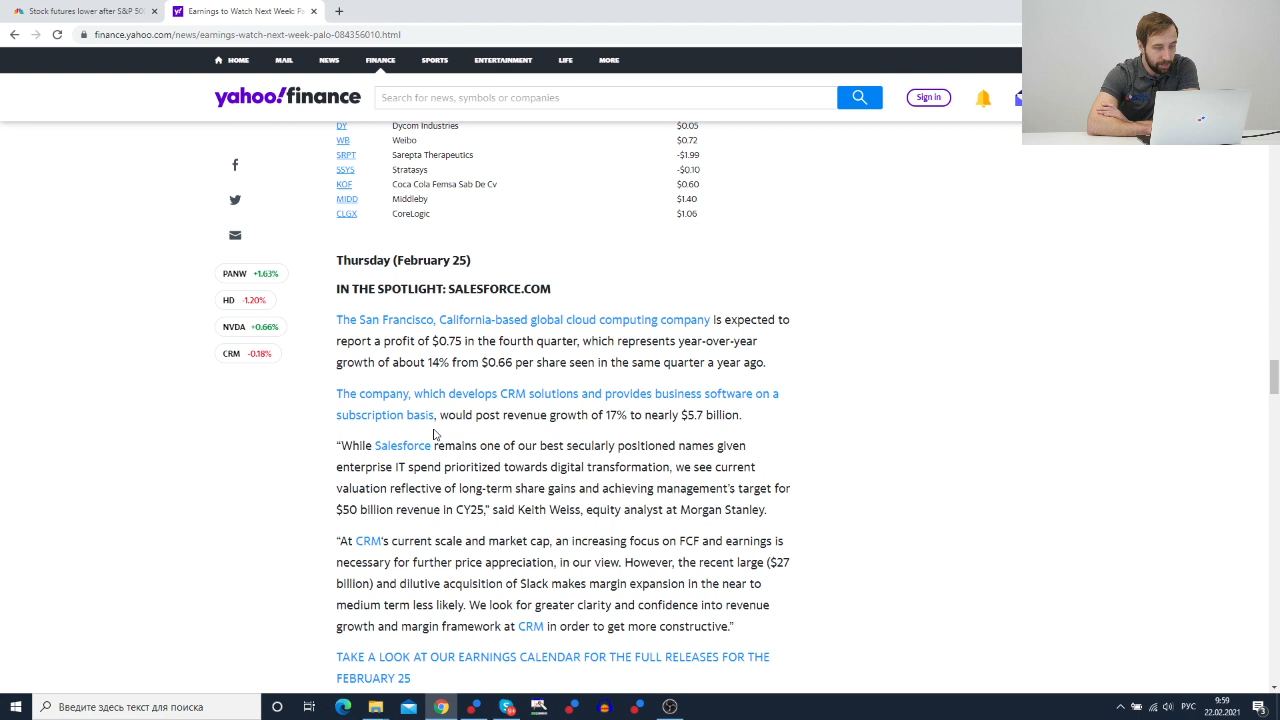 Stock futures lower after S&P 50
Earnings to Watch Next Week: Pa
finance.yahoo.com/news/earnings-watch-next-week-palo-084356010.html
HOME MAIL NEWS FINANCE SPORTS ENTERTAINMENT LIFE MORE
yahoo!finance
Search for news, symbols or companies
Sign in
DY Dycom Industries $0.05
WB Weibo $0.72
SRPT Sarepta Therapeutics -$1.99
SSYS Stratasys -$0.10
KOF Coca Cola Femsa Sab De Cv $0.60
MIDD Middleby $1.40
CLGX CoreLogic $1.06
PANW +1.63%
HD -1.20%
NVDA +0.66%
CRM -0.18%
Thursday (February 25)
IN THE SPOTLIGHT: SALESFORCE.COM
The San Francisco, California-based global cloud computing company is expected to
report a profit of $0.75 in the fourth quarter, which represents year-over-year
growth of about 14% from $0.66 per share seen in the same quarter a year ago.
The company, which develops CRM solutions and provides business software on a
subscription basis, would post revenue growth of 17% to nearly $5.7 billion.
“While Salesforce remains one of our best secularly positioned names given
enterprise IT spend prioritized towards digital transformation, we see current
valuation reflective of long-term share gains and achieving management’s target for
$50 billion revenue in CY25,” said Keith Weiss, equity analyst at Morgan Stanley.
“At CRM’s current scale and market cap, an increasing focus on FCF and earnings is
necessary for further price appreciation, in our view. However, the recent large ($27
billion) and dilutive acquisition of Slack makes margin expansion in the near to
medium term less likely. We look for greater clarity and confidence into revenue
growth and margin framework at CRM in order to get more constructive.”
TAKE A LOOK AT OUR EARNINGS CALENDAR FOR THE FULL RELEASES FOR THE
FEBRUARY 25
Введите здесь текст для поиска
РУС
9:59
22.02.2021